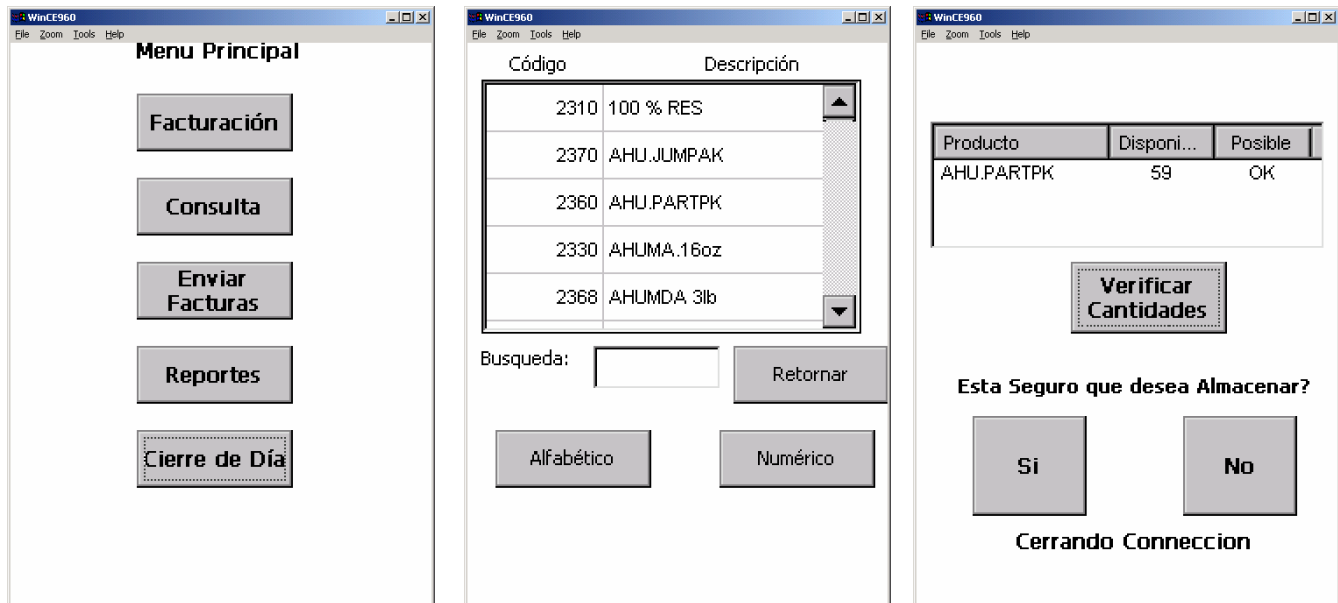 WinCE960
File Zoom Tools Help
Menu Principal
Facturación
Consulta
Enviar
Facturas
Reportes
Cierre de Día
WinCE960
File Zoom Tools Help
Código Descripción
2310 100 % RES
2370 AHU.JUMPAK
2360 AHU.PARTPK
2330 AHUMA.16oz
2368 AHUMDA 3lb
Busqueda:
Retornar
Alfabético Numérico
WinCE960
File Zoom Tools Help
Producto Disponi... Posible
AHU.PARTPK 59 OK
Verificar
Cantidades
Esta Seguro que desea Almacenar?
Si No
Cerrando Conneccion